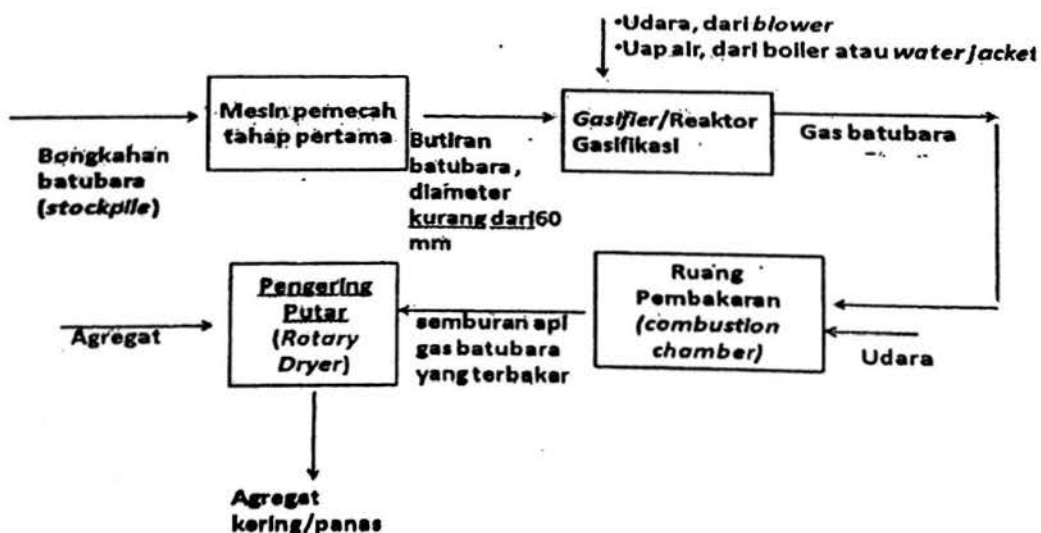 •Udara, dari blower
•Uap air, dari boiler atau water jacket
Mesin pemecah
tahap pertama
Gasifier/Reaktor
Gasifikasi
Gas batubara
Bongkahan
batubara
(stockpile)
Butiran
batubara,
diameter
kurang dari 60
mm
Pengering
Putar
(Rotary
Dryer)
Ruang
Pembakaran
(combustion
chamber)
Agregat
semburan api
gas batubara
yang terbakar
Udara
Agregat
kering/panas